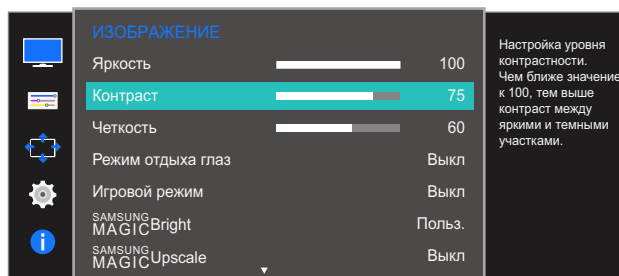 ИЗОБРАЖЕНИЕ
Яркость 100
Контраст 75
Четкость 60
Режим отдыха глаз Выкл
Игровой режим Выкл
SAMSUNG MAGIC Bright Польз.
SAMSUNG MAGIC Upscale Выкл
Настройка уровня
контрастности.
Чем ближе значение
к 100, тем выше
контраст между
яркими и темными
участками.